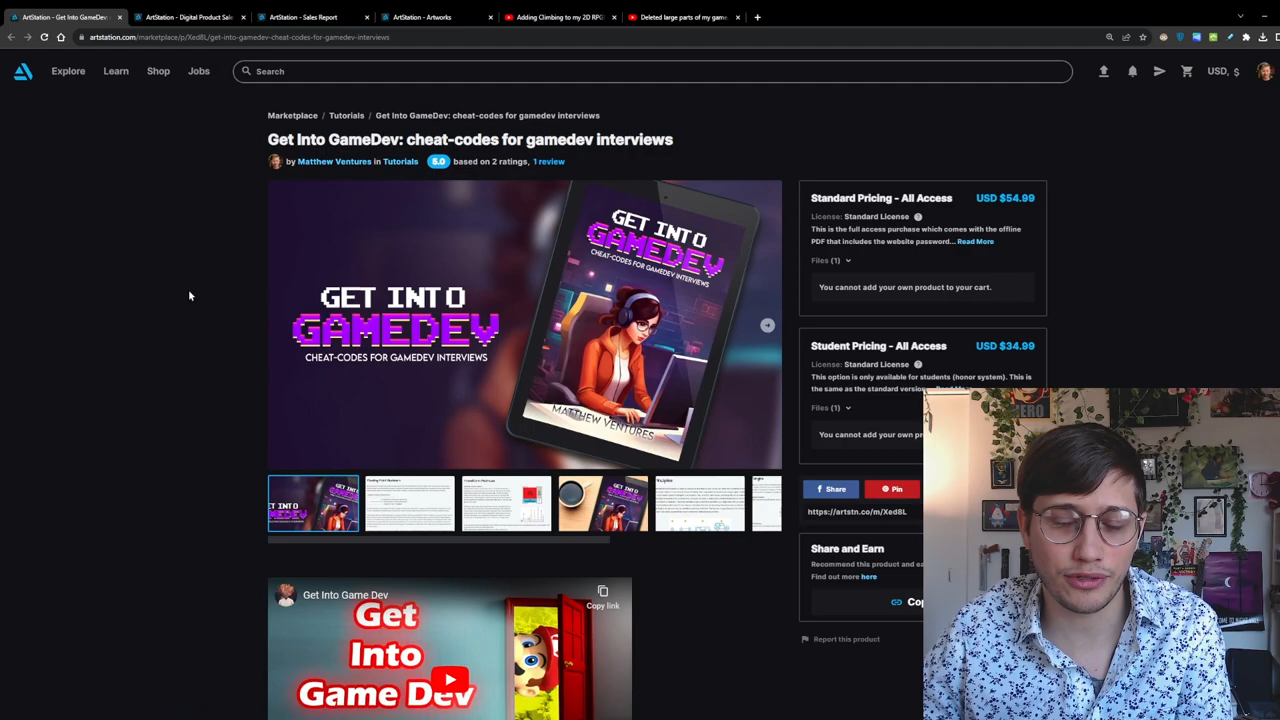 ArtStation - Get Into GameDev:
ArtStation - Digital Product Sale
ArtStation - Sales Report
ArtStation - Artworks
Adding Climbing to my 2D RPG
Deleted large parts of my game
artstation.com/marketplace/p/Xed8L/get-into-gamedev-cheat-codes-for-gamedev-interviews
Explore
Learn
Shop
Jobs
Search
USD, $
Marketplace / Tutorials / Get Into GameDev: cheat-codes for gamedev interviews
Get Into GameDev: cheat-codes for gamedev interviews
by Matthew Ventures in Tutorials 5.0 based on 2 ratings, 1 review
GET INTO
GAMEDEV
CHEAT-CODES FOR GAMEDEV INTERVIEWS
GET INTO
GAMEDEV
CHEAT-CODES FOR GAMEDEV INTERVIEWS
MATTHEW VENTURES
Standard Pricing - All Access USD $54.99
License: Standard License
This is the full access purchase which comes with the offline
PDF that includes the website password... Read More
Files (1)
You cannot add your own product to your cart.
Student Pricing - All Access USD $34.99
License: Standard License
This option is only available for students (honor system). This is
the same as the standard version
Files (1)
You cannot add your own pr
Share
Pin
https://artstn.co/m/Xed8L
Share and Earn
Recommend this product and ea
Find out more here
Cop
Report this product
Get Into Game Dev
Copy link
Get
Into
Game Dev
HERO